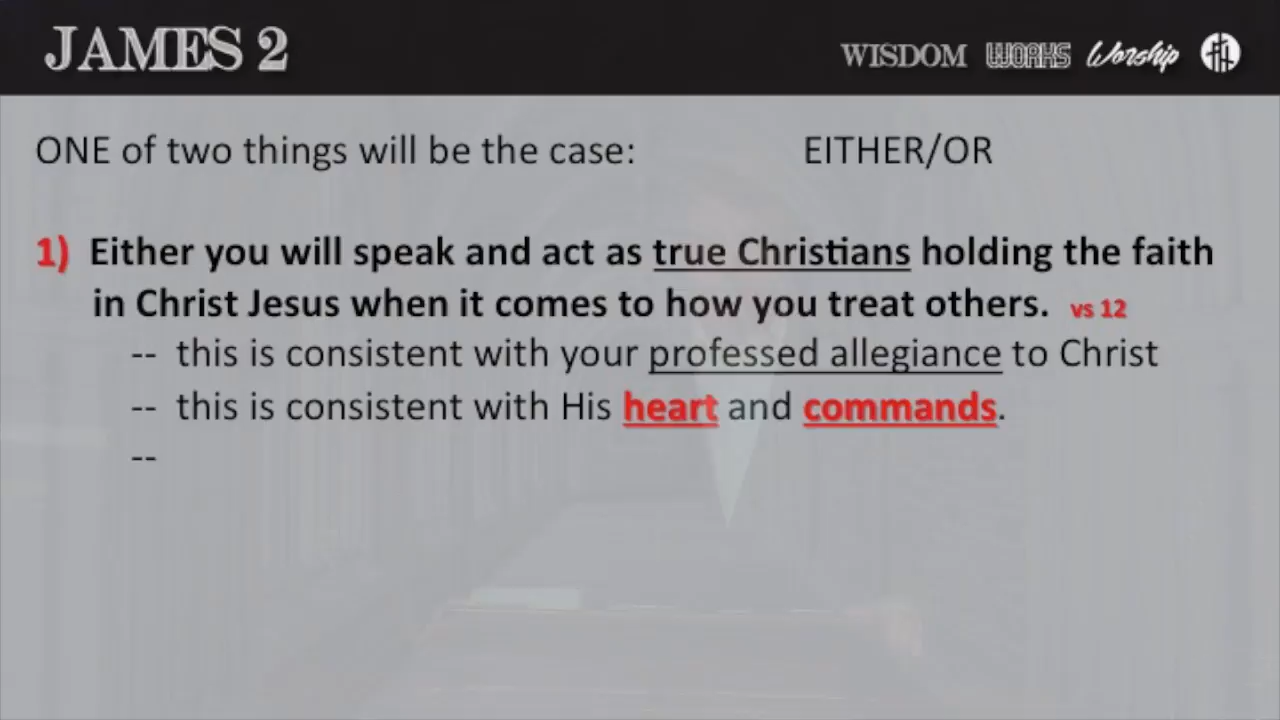 JAMES 2
WISDOM WORKS Worship
ONE of two things will be the case: EITHER/OR
1) Either you will speak and act as true Christians holding the faith
in Christ Jesus when it comes to how you treat others. vs 12
-- this is consistent with your professed allegiance to Christ
-- this is consistent with His heart and commands.
--